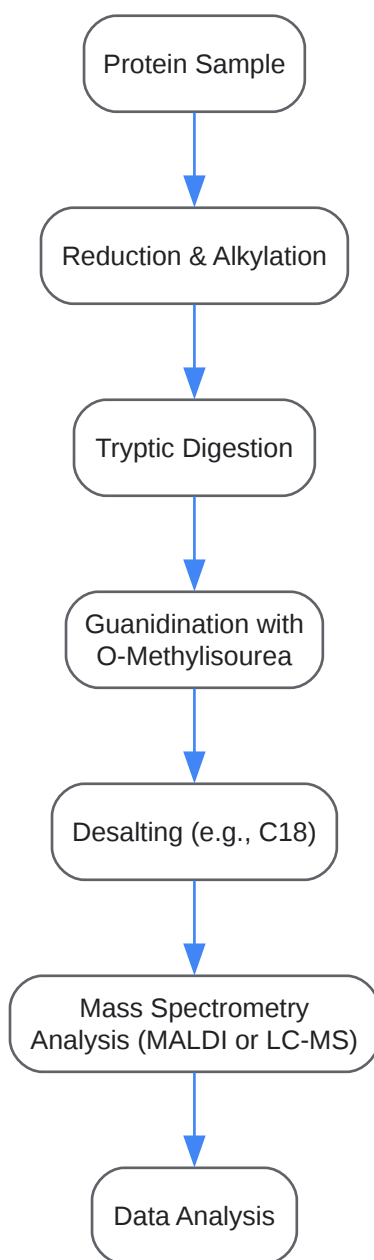 Protein Sample
Reduction & Alkylation
Tryptic Digestion
Guanidination with
O-Methylisourea
Desalting (e.g., C18)
Mass Spectrometry
Analysis (MALDI or LC-MS)
Data Analysis